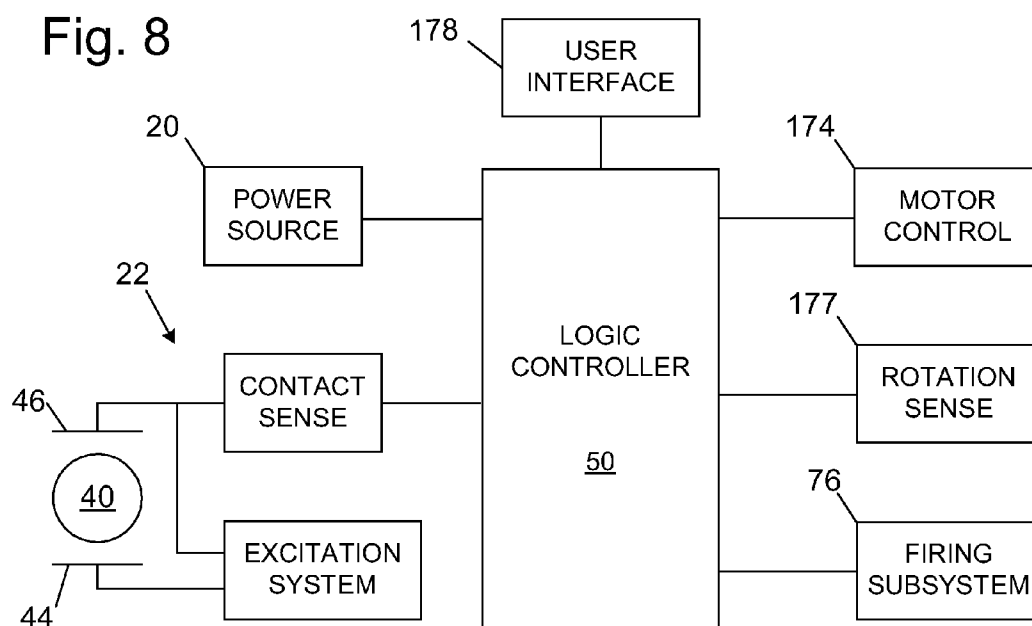 Fig. 8
178
USER
INTERFACE
20
POWER
SOURCE
174
MOTOR
CONTROL
22
LOGIC
CONTROLLER
50
177
ROTATION
SENSE
CONTACT
SENSE
46
40
44
EXCITATION
SYSTEM
76
FIRING
SUBSYSTEM